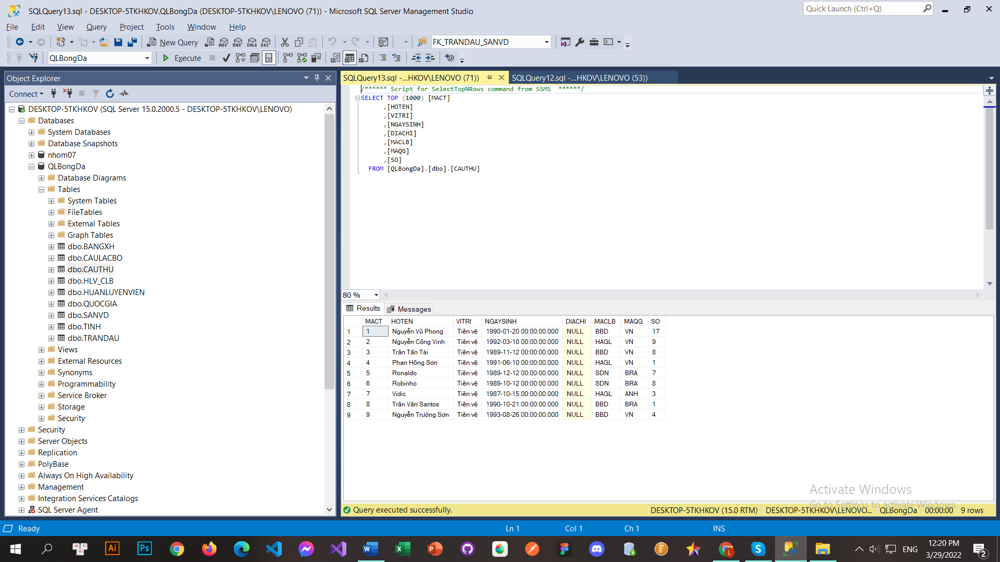 SQLQuery13.sql - DESKTOP-5TKHKOV.QLBongDa (DESKTOP-5TKHKOV\LENOVO (71)) - Microsoft SQL Server Management Studio
Quick Launch (Ctrl+Q)
File Edit View Query Project Tools Window Help
New Query
MDX DMX XMLA DAX
FK_TRANDAU_SANVD
QLBongDa
Execute
Object Explorer
Connect
DESKTOP-5TKHKOV (SQL Server 15.0.2000.5 - DESKTOP-5TKHKOV\LENOVO)
Databases
System Databases
Database Snapshots
nhom07
QLBongDa
Database Diagrams
Tables
System Tables
FileTables
External Tables
Graph Tables
dbo.BANGXH
dbo.CAULACBO
dbo.CAUTHU
dbo.HLV_CLB
dbo.HUANLUYENVIEN
dbo.QUOCGIA
dbo.SANVD
dbo.TINH
dbo.TRANDAU
Views
External Resources
Synonyms
Programmability
Service Broker
Storage
Security
Security
Server Objects
Replication
PolyBase
Always On High Availability
Management
Integration Services Catalogs
SQL Server Agent
SQLQuery13.sql -...HKOV\LENOVO (71))
SQLQuery12.sql -...HKOV\LENOVO (53))
/****** Script for SelectTopNRows command from SSMS  ******/
SELECT TOP (1000) [MACT]
,[HOTEN]
,[VITRI]
,[NGAYSINH]
,[DIACHI]
,[MACLB]
,[MAQG]
,[SO]
FROM [QLBongDa].[dbo].[CAUTHU]
80 %
Results Messages
MACT HOTEN VITRI NGAYSINH DIACHI MACLB MAQG SO
1 1 Nguyễn Vũ Phong Tiền vệ 1990-01-20 00:00:00.000 NULL BBD VN 17
2 2 Nguyễn Công Vinh Tiền vệ 1992-03-10 00:00:00.000 NULL HAGL VN 9
3 3 Trần Tấn Tài Tiền vệ 1989-11-12 00:00:00.000 NULL BBD VN 8
4 4 Phan Hồng Sơn Tiền vệ 1991-06-10 00:00:00.000 NULL HAGL VN 1
5 5 Ronaldo Tiền vệ 1989-12-12 00:00:00.000 NULL SDN BRA 7
6 6 Robinho Tiền vệ 1989-10-12 00:00:00.000 NULL SDN BRA 8
7 7 Vidic Tiền vệ 1987-10-15 00:00:00.000 NULL HAGL ANH 3
8 8 Trần Văn Santos Tiền vệ 1990-10-21 00:00:00.000 NULL BBD BRA 1
9 9 Nguyễn Trường Sơn Tiền vệ 1993-08-26 00:00:00.000 NULL BBD VN 4
Activate Windows
Go to Settings to activate Windows.
Query executed successfully.
DESKTOP-5TKHKOV (15.0 RTM) DESKTOP-5TKHKOV\LENOVO... QLBongDa 00:00:00 9 rows
Ready
Ln 1 Col 1 Ch 1 INS
Ai Ps
ENG
12:20 PM
3/29/2022
2